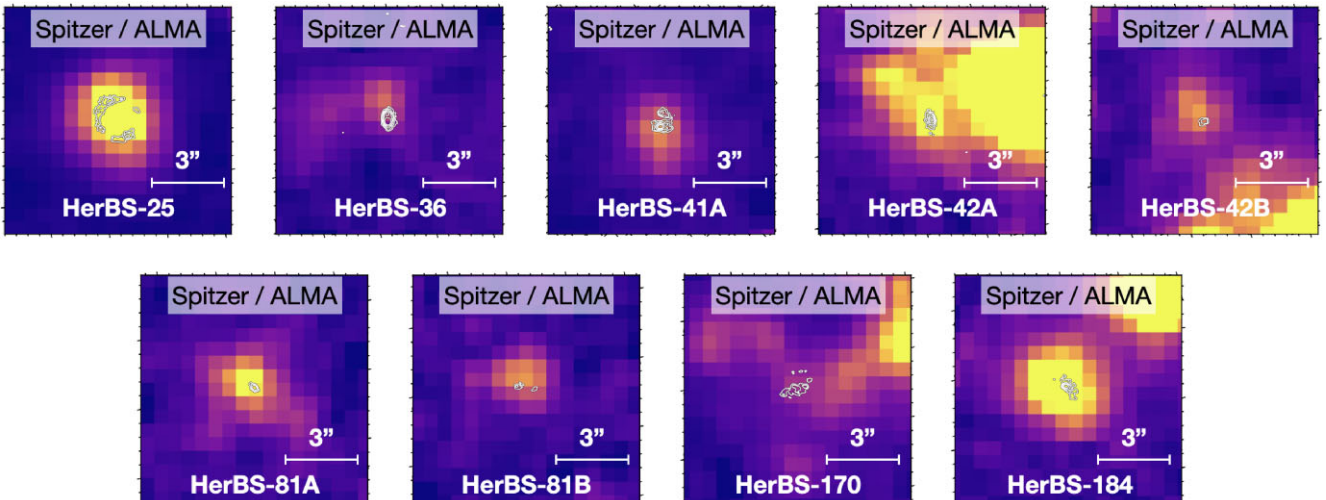 Spitzer / ALMA
3”
HerBS-25
Spitzer / ALMA
3”
HerBS-36
Spitzer / ALMA
3”
HerBS-41A
Spitzer / ALMA
3”
HerBS-42A
Spitzer / ALMA
3”
HerBS-42B
Spitzer / ALMA
3”
HerBS-81A
Spitzer / ALMA
3”
HerBS-81B
Spitzer / ALMA
3”
HerBS-170
Spitzer / ALMA
3”
HerBS-184